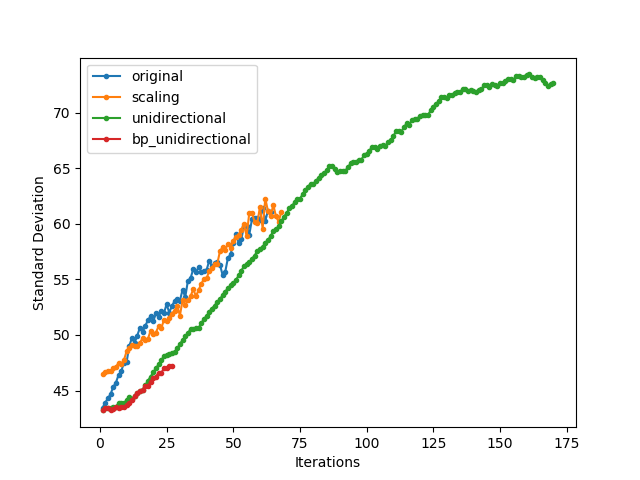 original
scaling
unidirectional
bp_unidirectional
70
65
60
55
50
45
Standard Deviation
0 25 50 75 100 125 150 175
Iterations